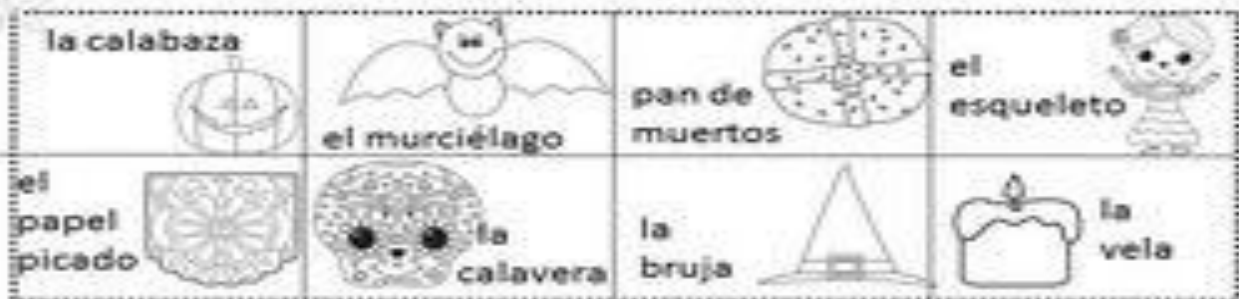 la calabaza
el murciélago
pan de
muertos
el
esqueleto
el
papel
picado
la
calavera
la
bruja
la
vela